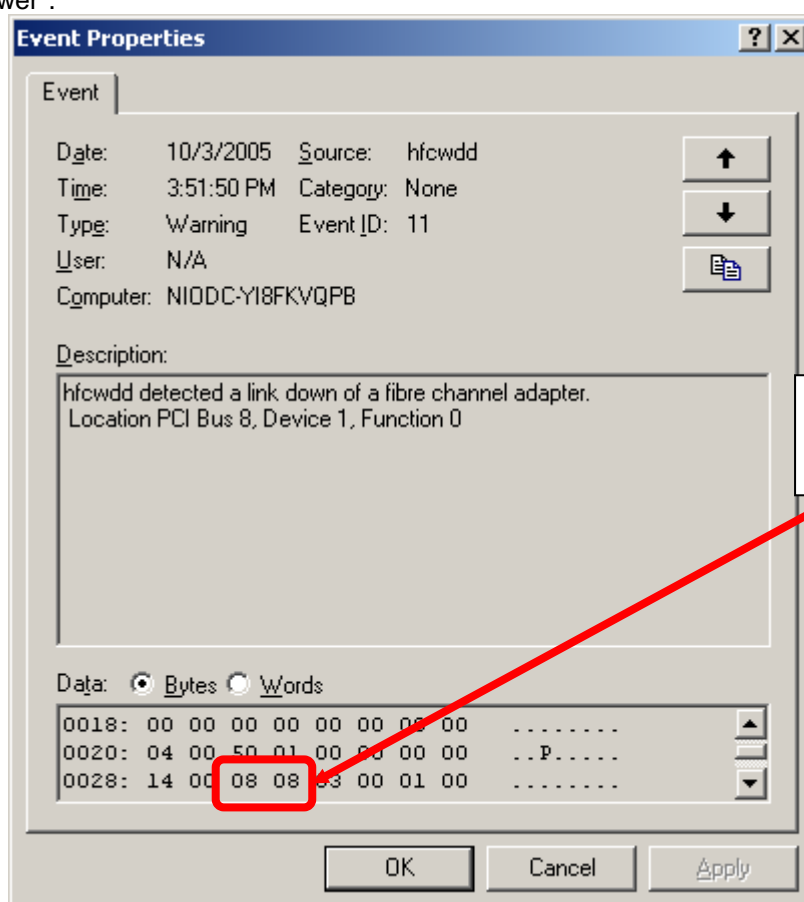 Event Properties
Event
Date: 10/3/2005 Source: hfcwdd
Time: 3:51:50 PM Category: None
Type: Warning Event ID: 11
User: N/A
Computer: NIODC-YI8FKVQPB
Description:
hfcwdd detected a link down of a fibre channel adapter.
Location PCI Bus 8, Device 1, Function 0
Data: Bytes Words
0018: 00 00 00 00 00 00 00 00 ........
0020: 04 00 50 01 00 00 00 00 ..P.....
0028: 14 00 08 08 00 01 00 ........
OK Cancel Apply